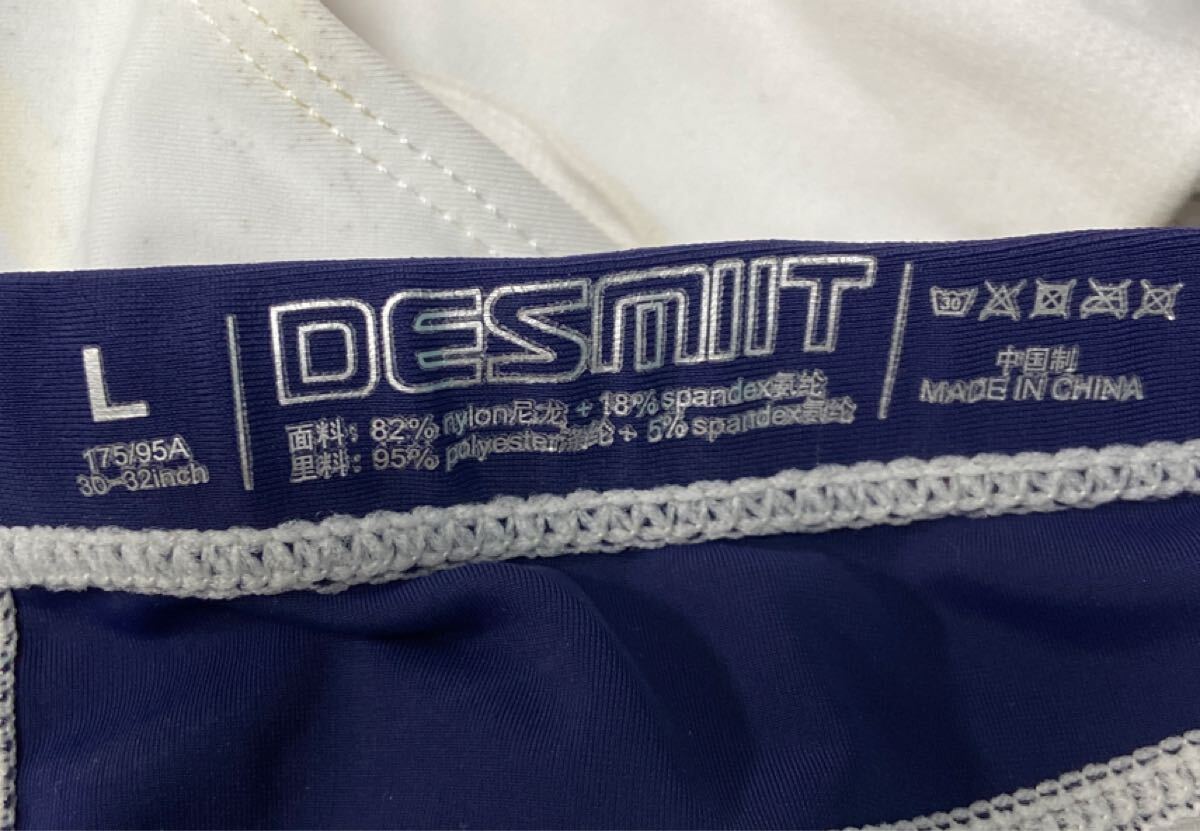 L
175/95A
30-32inch
DESMIIT
面料: 82% nylon尼龙 + 18% spandex氨纶
里料: 95% polyester涤纶 + 5% spandex氨纶
30
中国制
MADE IN CHINA